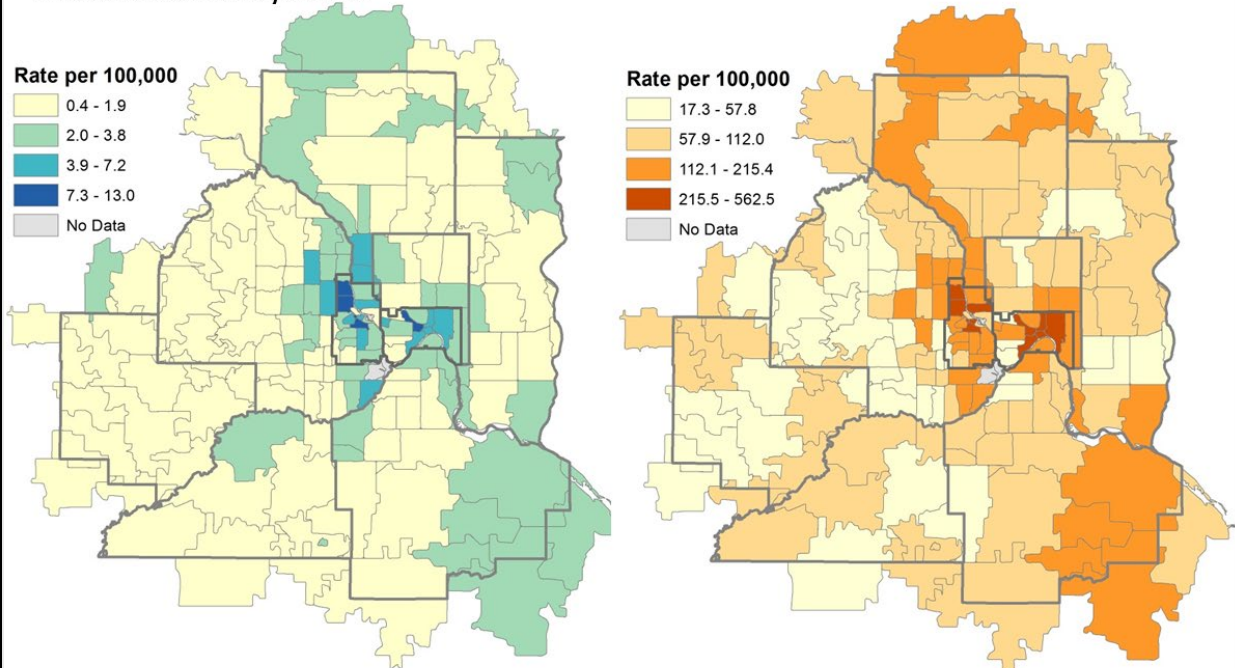 Rate per 100,000
0.4 - 1.9
2.0 - 3.8
3.9 - 7.2
7.3 - 13.0
No Data
Rate per 100,000
17.3 - 57.8
57.9 - 112.0
112.1 - 215.4
215.5 - 562.5
No Data